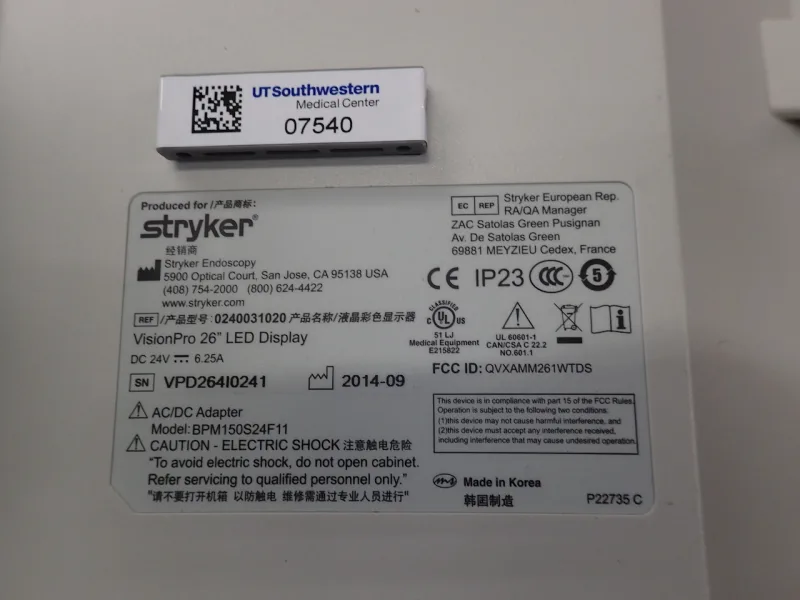 UTSouthwestern
Medical Center
07540
Produced for /产品商标:
stryker®
经销商
Stryker Endoscopy
5900 Optical Court, San Jose, CA 95138 USA
(408) 754-2000 (800) 624-4422
www.stryker.com
REF /产品型号: 0240031020 产品名称/液晶彩色显示器
VisionPro 26" LED Display
DC 24V 6.25A
SN VPD264I0241
2014-09
AC/DC Adapter
Model: BPM150S24F11
CAUTION - ELECTRIC SHOCK 注意触电危险
"To avoid electric shock, do not open cabinet.
Refer servicing to qualified personnel only."
"请不要打开机箱 以防触电 维修需通过专业人员进行"
EC REP Stryker European Rep.
RA/QA Manager
ZAC Satolas Green Pusignan
Av. De Satolas Green
69881 MEYZIEU Cedex, France
CE IP23 CCC 5
CLASSIFIED
C UL US
51 LJ
Medical Equipment
E215822
UL 60601-1
CAN/CSA C 22.2
NO.601.1
FCC ID: QVXAMM261WTDS
This device is in compliance with part 15 of the FCC Rules.
Operation is subject to the following two conditions:
(1)this device may not cause harmful interference, and
(2)this device must accept any interference received,
including interference that may cause undesired operation.
Made in Korea
韩国制造
P22735 C